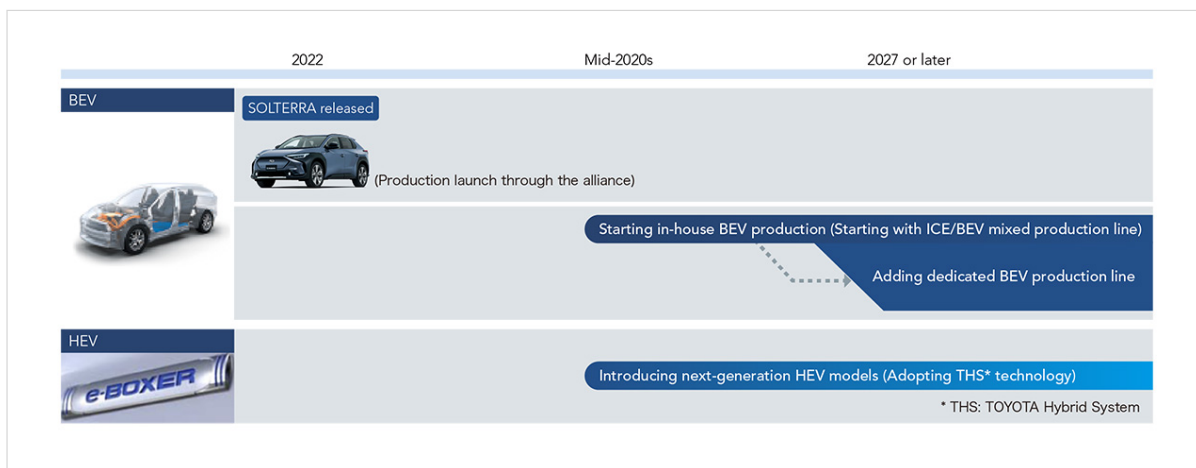 2022 Mid-2020s 2027 or later
BEV
SOLTERRA released
(Production launch through the alliance)
Starting in-house BEV production (Starting with ICE/BEV mixed production line)
Adding dedicated BEV production line
HEV
e-BOXER
Introducing next-generation HEV models (Adopting THS* technology)
* THS: TOYOTA Hybrid System